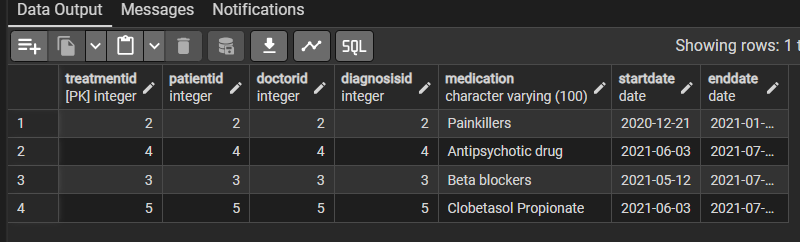 Data Output Messages Notifications
SQL Showing rows: 1 t
treatmentid patientid doctorid diagnosisid medication startdate enddate
[PK] integer integer integer integer character varying (100) date date
1 2 2 2 2 Painkillers 2020-12-21 2021-01-...
2 4 4 4 4 Antipsychotic drug 2021-06-03 2021-07-...
3 3 3 3 3 Beta blockers 2021-05-12 2021-07-...
4 5 5 5 5 Clobetasol Propionate 2021-06-03 2021-07-...